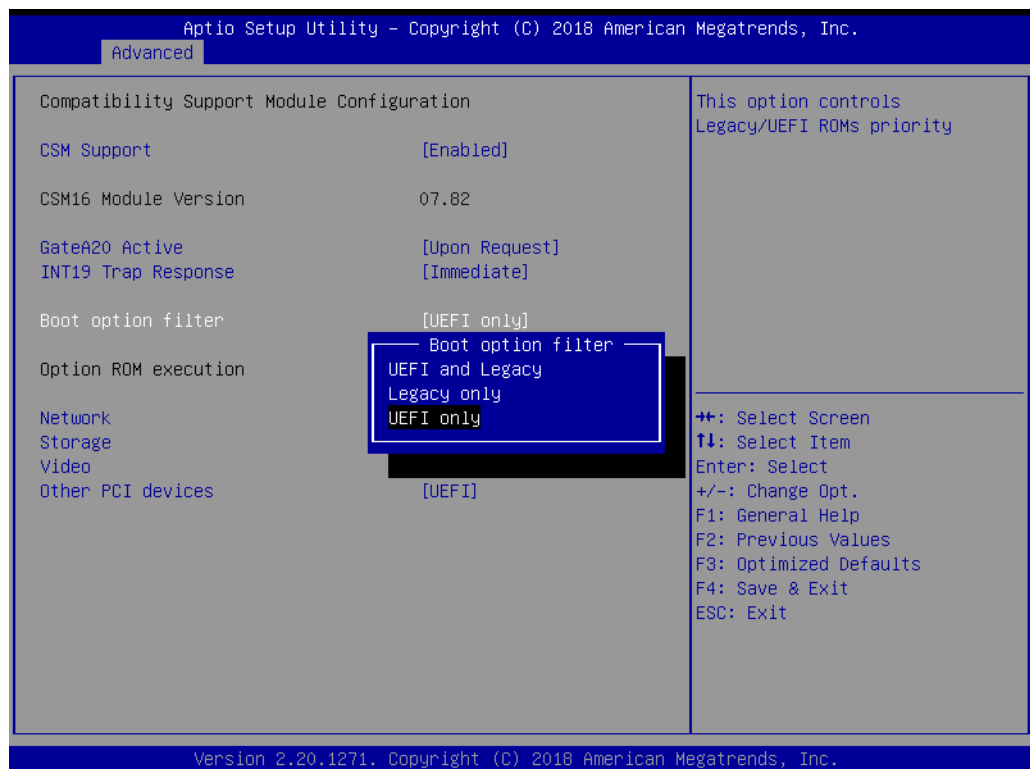 Aptio Setup Utility – Copyright (C) 2018 American Megatrends, Inc.
Advanced
Compatibility Support Module Configuration
CSM Support [Enabled]
CSM16 Module Version 07.82
GateA20 Active [Upon Request]
INT19 Trap Response [Immediate]
Boot option filter [UEFI only]
Option ROM execution
Network
Storage
Video
Other PCI devices [UEFI]
Boot option filter
UEFI and Legacy
Legacy only
UEFI only
This option controls
Legacy/UEFI ROMs priority
→←: Select Screen
↑↓: Select Item
Enter: Select
+/-: Change Opt.
F1: General Help
F2: Previous Values
F3: Optimized Defaults
F4: Save & Exit
ESC: Exit
Version 2.20.1271. Copyright (C) 2018 American Megatrends, Inc.